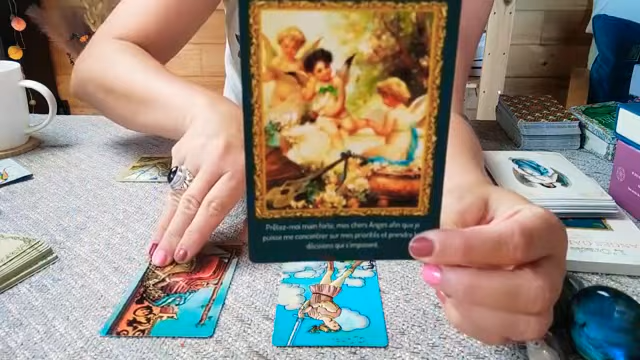 Prêtez-moi main forte, mes chers Anges afin que je
puisse me concentrer sur mes priorités et prendre les
décisions qui s'imposent.